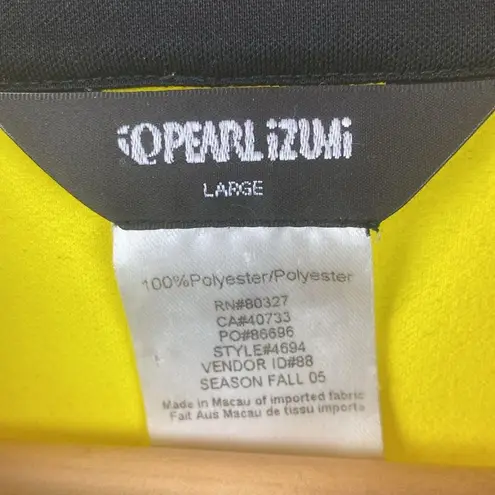 PEARL iZUMi
LARGE
100%Polyester/Polyester
RN#80327
CA#40733
PO#86696
STYLE#4694
VENDOR ID#88
SEASON FALL 05
Made in Macau of imported fabric
Fait Aus Macau de tissu importe